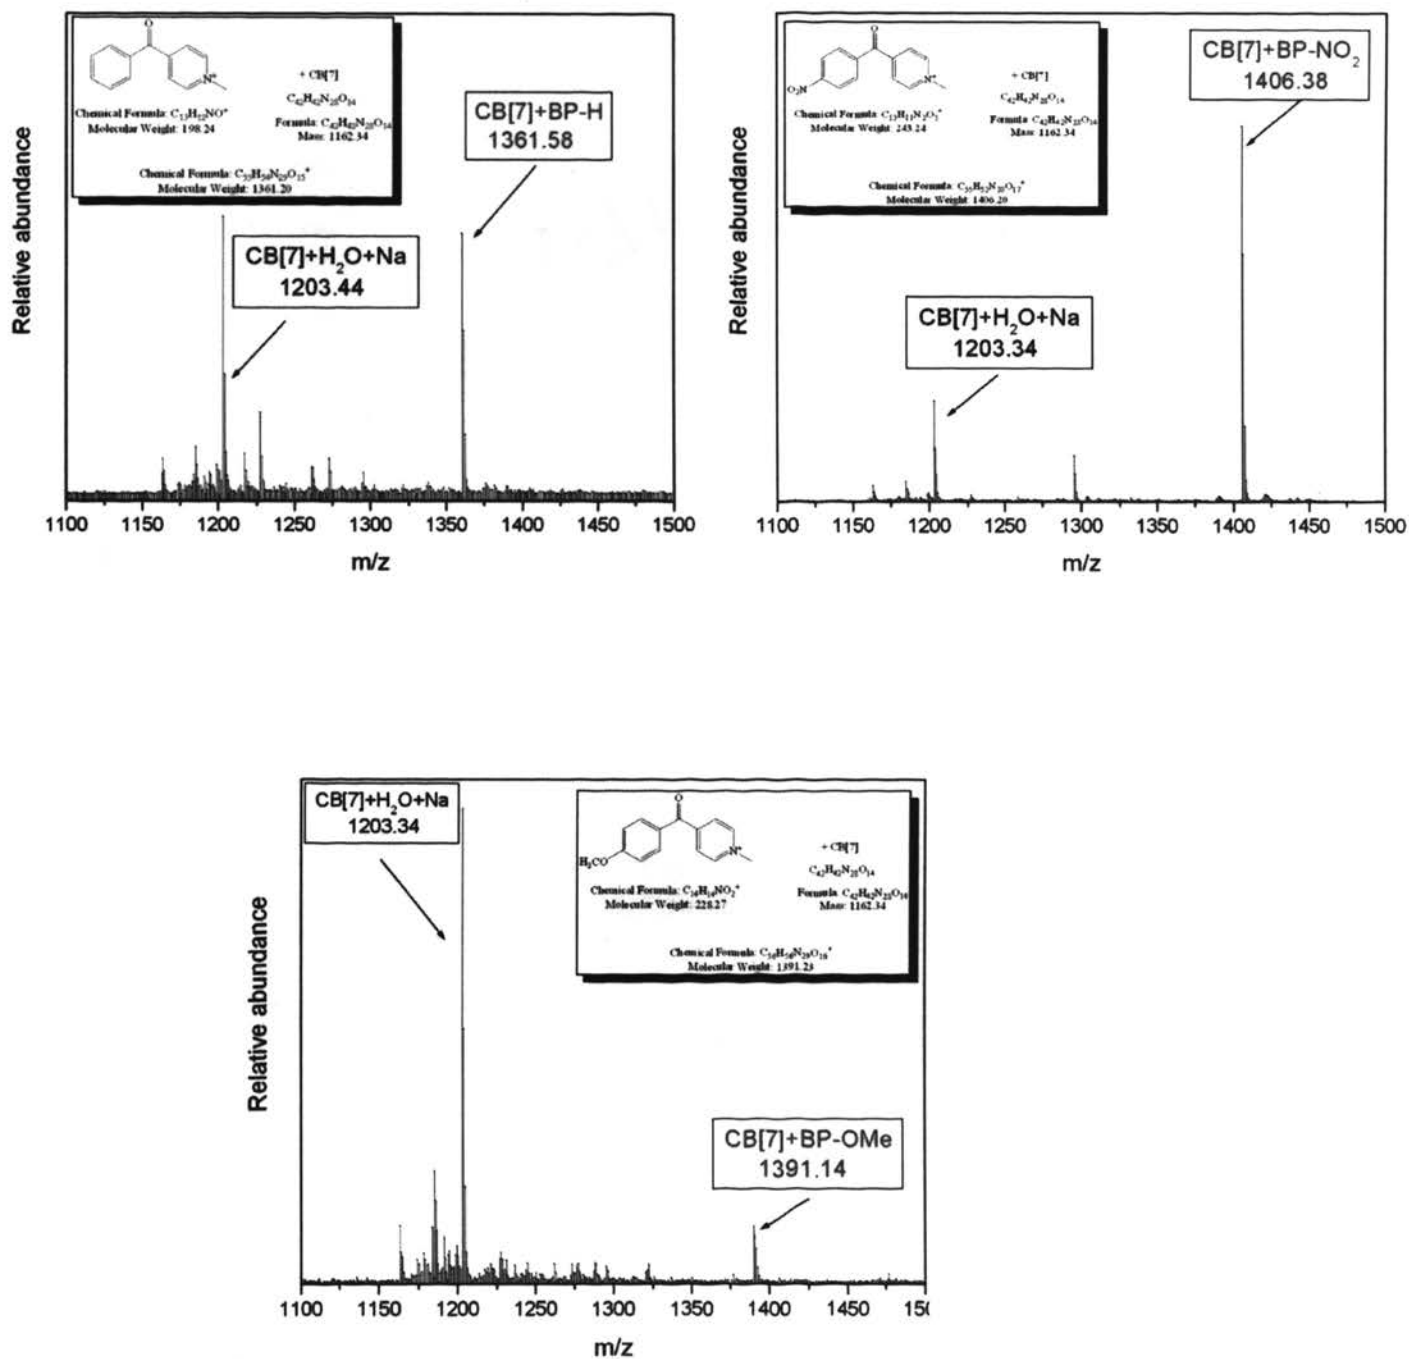 O
N⁺
+ CB[7]
C₄₂H₄₂N₂₈O₁₄
Chemical Formula: C₁₃H₁₂NO⁺
Molecular Weight: 198.24
Formula: C₄₂H₄₂N₂₈O₁₄
Mass: 1162.34
Chemical Formula: C₅₅H₅₄N₂₉O₁₅⁺
Molecular Weight: 1361.20
CB[7]+BP-H
1361.58
CB[7]+H₂O+Na
1203.44
Relative abundance
1100 1150 1200 1250 1300 1350 1400 1450 1500
m/z
O
O₂N
N⁺
C₄₂H₄₂N₂₈O₁₄
Molecular Weight: 243.24
Formula: C₄₂H₄₂N₂₈O₁₄
Mass: 1162.34
Molecular Weight: 1406.20
CB[7]+BP-NO₂
1406.38
CB[7]+H₂O+Na
1203.34
Relative abundance
1100 1150 1200 1250 1300 1350 1400 1450 1500
m/z
CB[7]+H₂O+Na
1203.34
O
H₃CO
N⁺
+ CB[7]
C₄₂H₄₂N₂₈O₁₄
Chemical Formula: C₁₄H₁₄NO₂⁺
Molecular Weight: 228.27
Formula: C₄₂H₄₂N₂₈O₁₄
Mass: 1162.34
Chemical Formula: C₅₆H₅₆N₂₉O₁₆⁺
Molecular Weight: 1391.23
CB[7]+BP-OMe
1391.14
Relative abundance
1100 1150 1200 1250 1300 1350 1400 1450
m/z